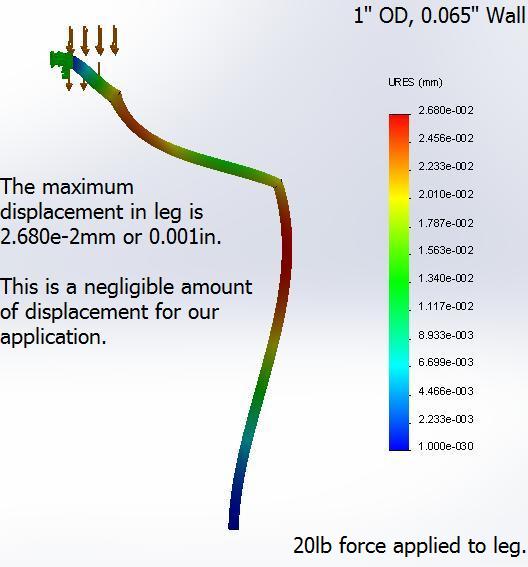 1" OD, 0.065" Wall
URES (mm)
2.680e-002
2.456e-002
2.233e-002
2.010e-002
1.787e-002
1.563e-002
1.340e-002
1.117e-002
8.933e-003
6.699e-003
4.466e-003
2.233e-003
1.000e-030
The maximum
displacement in leg is
2.680e-2mm or 0.001in.
This is a negligible amount
of displacement for our
application.
20lb force applied to leg.